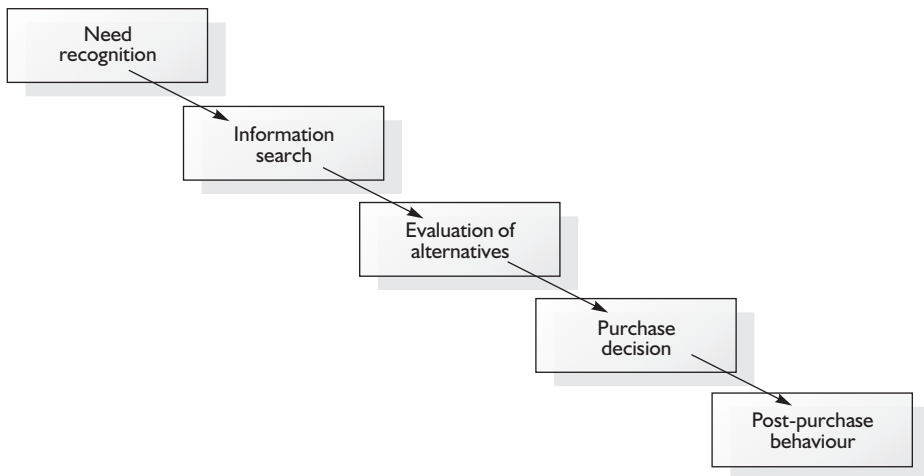 Need
recognition
Information
search
Evaluation of
alternatives
Purchase
decision
Post-purchase
behaviour